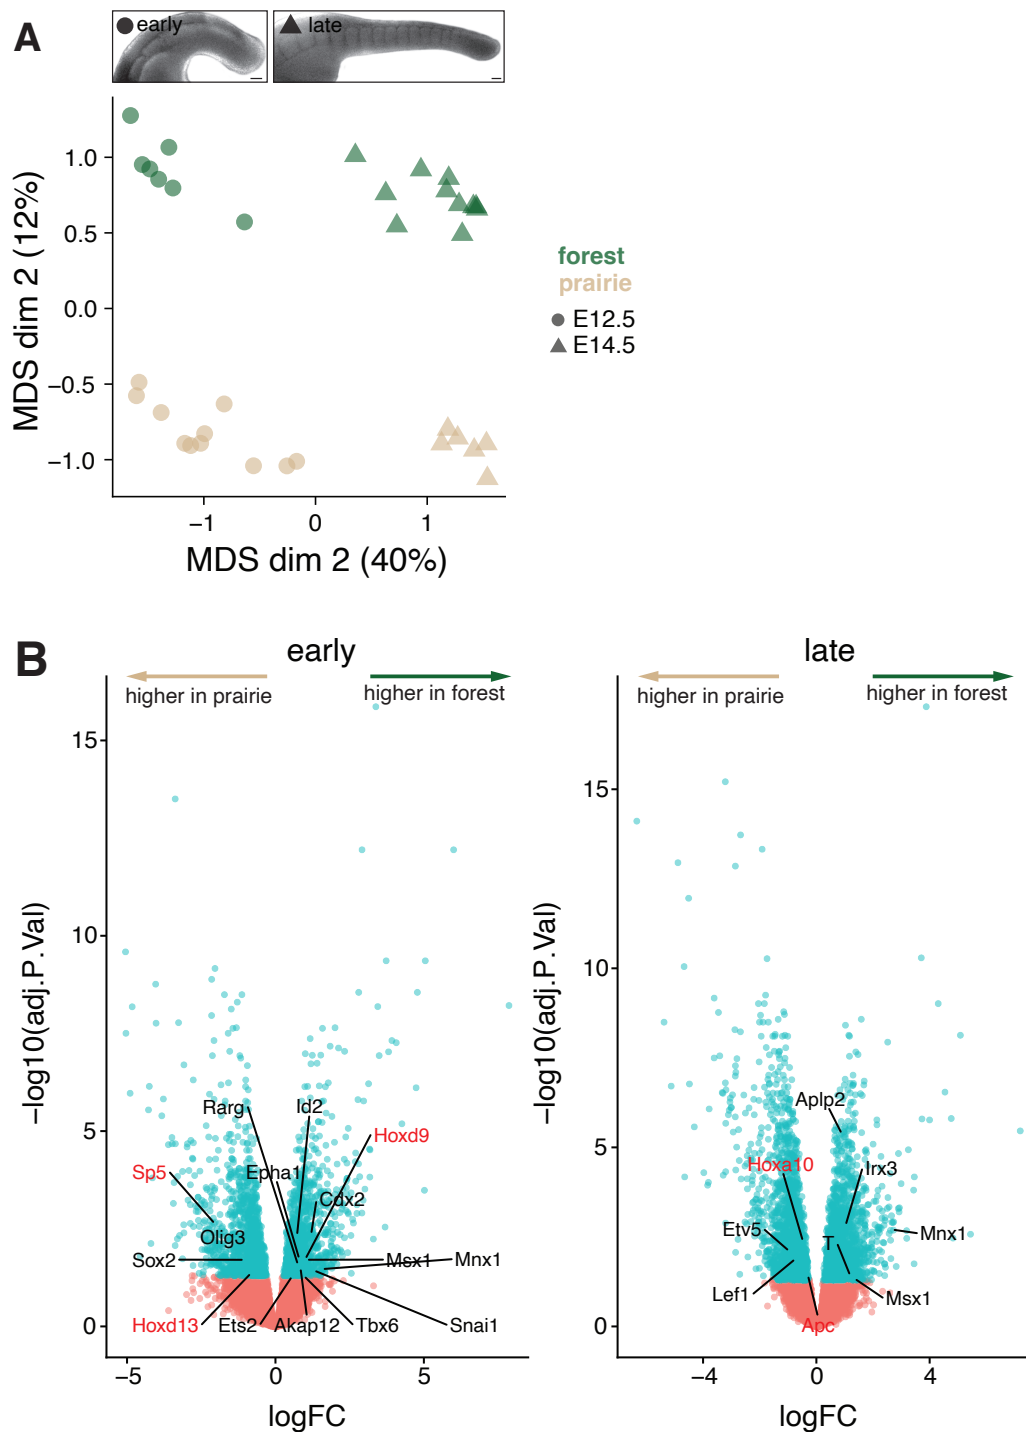 A
early
late
1.0
0.5
0.0
−0.5
−1.0
MDS dim 2 (12%)
−1
0
1
MDS dim 2 (40%)
forest
prairie
E12.5
E14.5
B
early
higher in prairie
higher in forest
15
10
5
0
−log10(adj.P.Val)
Rarg
Id2
Hoxd9
Sp5
Epha1
Cdx2
Olig3
Sox2
Msx1
Mnx1
Hoxd13
Ets2
Akap12
Tbx6
Snai1
−5
0
5
logFC
late
higher in prairie
higher in forest
15
10
5
0
−log10(adj.P.Val)
Aplp2
Hoxa10
Irx3
Etv5
T
Mnx1
Lef1
Msx1
Apc
−4
0
4
logFC